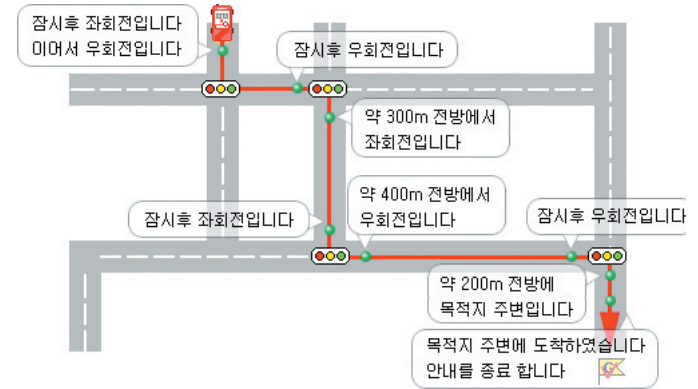 잠시후 좌회전입니다
이어서 우회전입니다
잠시후 우회전입니다
약 300m 전방에서
좌회전입니다
잠시후 좌회전입니다
약 400m 전방에서
우회전입니다
잠시후 우회전입니다
약 200m 전방에
목적지 주변입니다
목적지 주변에 도착하였습니다
안내를 종료 합니다
G